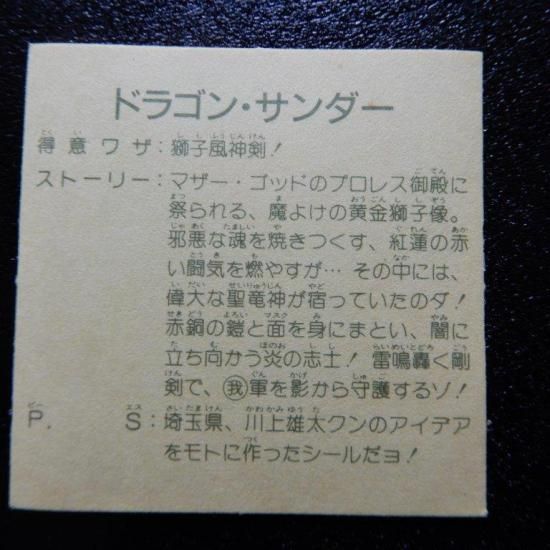 ドラゴン・サンダー
得意ワザ:獅子風神剣!
ストーリー:マザー・ゴッドのプロレス御殿に
祭られる、魔よけの黄金獅子像。
邪悪な魂を焼きつくす、紅蓮の赤
い闘気を燃やすが… その中には、
偉大な聖竜神が宿っていたのダ!
赤銅の鎧と面を身にまとい、闇に
立ち向かう炎の志士! 雷鳴轟く剛
剣で、我軍を影から守護するゾ!
P. S:埼玉県、川上雄太クンのアイデア
をモトに作ったシールだヨ!